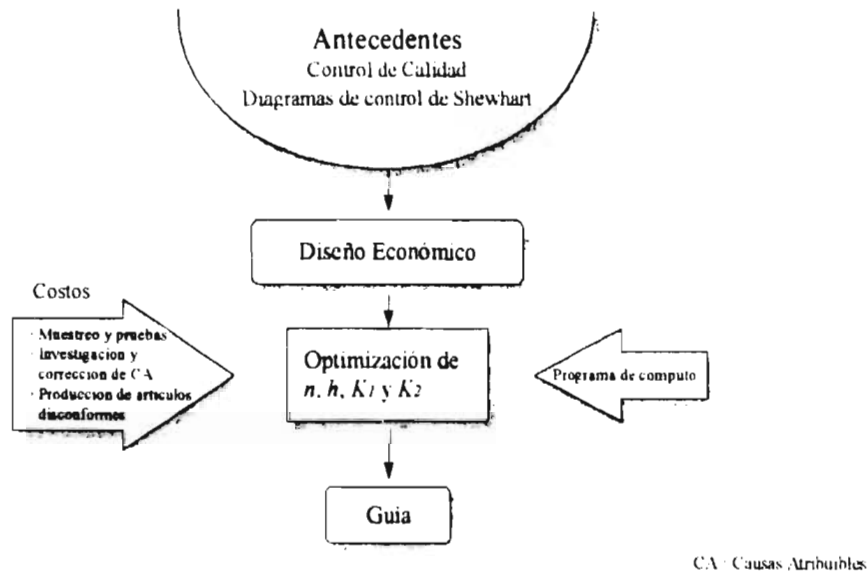 Antecedentes
Control de Calidad
Diagramas de control de Shewhart
Diseño Económico
Costos
· Muestreo y pruebas
· Investigacion y
correccion de CA
· Produccion de artículos
disconformes
Optimización de
n, h, K1 y K2
Programa de computo
Guia
CA : Causas Atribuibles